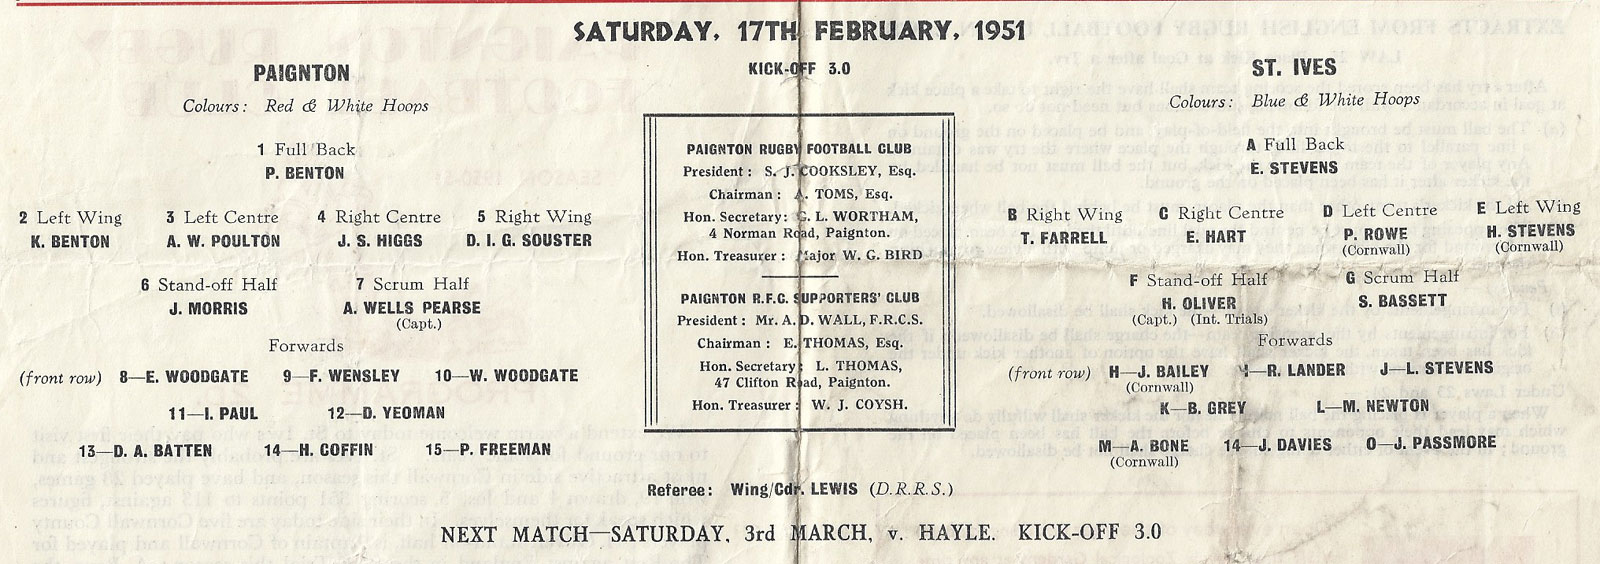 SATURDAY, 17TH FEBRUARY, 1951
KICK-OFF 3.0
PAIGNTON
Colours: Red & White Hoops
1 Full Back
P. BENTON
2 Left Wing 3 Left Centre 4 Right Centre 5 Right Wing
K. BENTON A. W. POULTON J. S. HIGGS D. I. G. SOUSTER
6 Stand-off Half 7 Scrum Half
J. MORRIS A. WELLS PEARSE
(Capt.)
Forwards
(front row) 8—E. WOODGATE 9—F. WENSLEY 10—W. WOODGATE
11—I. PAUL 12—D. YEOMAN
13—D. A. BATTEN 14—H. COFFIN 15—P. FREEMAN
PAIGNTON RUGBY FOOTBALL CLUB
President: S. J. COOKSLEY, Esq.
Chairman: A. TOMS, Esq.
Hon. Secretary: L. WORTHAM,
4 Norman Road, Paignton.
Hon. Treasurer: Major W. G. BIRD
PAIGNTON R.F.C. SUPPORTERS' CLUB
President: Mr. A. D. WALL, F.R.C.S.
Chairman: E. THOMAS, Esq.
Hon. Secretary: L. THOMAS,
47 Clifton Road, Paignton.
Hon. Treasurer: W. J. COYSH.
ST. IVES
Colours: Blue & White Hoops
A Full Back
E. STEVENS
B Right Wing C Right Centre D Left Centre E Left Wing
T. FARRELL E. HART P. ROWE H. STEVENS
(Cornwall) (Cornwall)
F Stand-off Half G Scrum Half
H. OLIVER S. BASSETT
(Capt.) (Int. Trials)
Forwards
(front row) H—J. BAILEY —R. LANDER J—L. STEVENS
(Cornwall)
K—B. GREY L—M. NEWTON
M—A. BONE 14—J. DAVIES O—J. PASSMORE
(Cornwall)
Referee: Wing/Cdr. LEWIS (D.R.R.S.)
NEXT MATCH—SATURDAY, 3rd MARCH, v. HAYLE. KICK-OFF 3.0